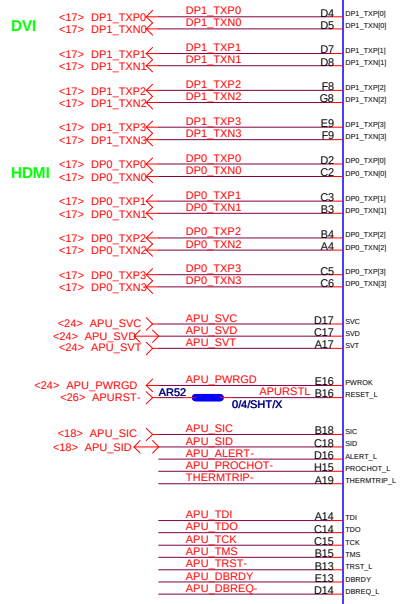 <17> DP1_TXP0 DP1_TXP0 D4 DP1_TXP[0]
DVI <17> DP1_TXN0 DP1_TXN0 D5 DP1_TXN[0]
<17> DP1_TXP1 DP1_TXP1 D7 DP1_TXP[1]
<17> DP1_TXN1 DP1_TXN1 D8 DP1_TXN[1]
<17> DP1_TXP2 DP1_TXP2 F8 DP1_TXP[2]
<17> DP1_TXN2 DP1_TXN2 G8 DP1_TXN[2]
<17> DP1_TXP3 DP1_TXP3 E9 DP1_TXP[3]
<17> DP1_TXN3 DP1_TXN3 F9 DP1_TXN[3]
<17> DP0_TXP0 DP0_TXP0 D2 DP0_TXP[0]
HDMI <17> DP0_TXN0 DP0_TXN0 C2 DP0_TXN[0]
<17> DP0_TXP1 DP0_TXP1 C3 DP0_TXP[1]
<17> DP0_TXN1 DP0_TXN1 B3 DP0_TXN[1]
<17> DP0_TXP2 DP0_TXP2 B4 DP0_TXP[2]
<17> DP0_TXN2 DP0_TXN2 A4 DP0_TXN[2]
<17> DP0_TXP3 DP0_TXP3 C5 DP0_TXP[3]
<17> DP0_TXN3 DP0_TXN3 C6 DP0_TXN[3]
<24> APU_SVC APU_SVC D17 SVC
<24> APU_SVD APU_SVD C17 SVD
<24> APU_SVT APU_SVT A17 SVT
<24> APU_PWRGD APU_PWRGD E16 PWROK
<26> APURST- AR52 APURSTL B16 RESET_L
0/4/SHT/X
<18> APU_SIC APU_SIC B18 SIC
<18> APU_SID APU_SID C18 SID
APU_ALERT- D16 ALERT_L
APU_PROCHOT- H15 PROCHOT_L
THERMTRIP- A19 THERMTRIP_L
APU_TDI A14 TDI
APU_TDO C14 TDO
APU_TCK C15 TCK
APU_TMS B15 TMS
APU_TRST- B13 TRST_L
APU_DBRDY E13 DBRDY
APU_DBREQ- D14 DBREQ_L